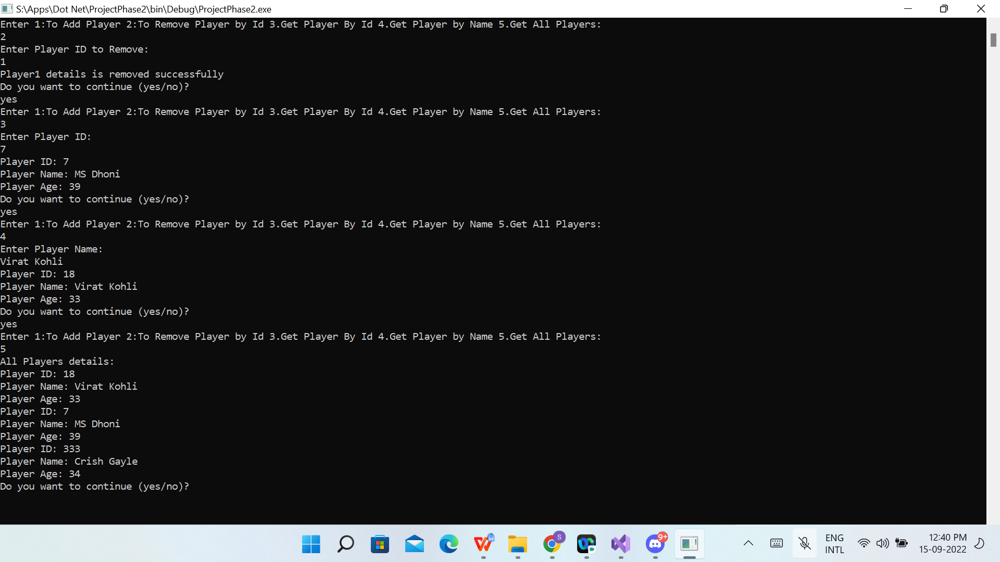 S:\Apps\Dot Net\ProjectPhase2\bin\Debug\ProjectPhase2.exe
Enter 1:To Add Player 2:To Remove Player by Id 3.Get Player By Id 4.Get Player by Name 5.Get All Players:
2
Enter Player ID to Remove:
1
Player1 details is removed successfully
Do you want to continue (yes/no)?
yes
Enter 1:To Add Player 2:To Remove Player by Id 3.Get Player By Id 4.Get Player by Name 5.Get All Players:
3
Enter Player ID:
7
Player ID: 7
Player Name: MS Dhoni
Player Age: 39
Do you want to continue (yes/no)?
yes
Enter 1:To Add Player 2:To Remove Player by Id 3.Get Player By Id 4.Get Player by Name 5.Get All Players:
4
Enter Player Name:
Virat Kohli
Player ID: 18
Player Name: Virat Kohli
Player Age: 33
Do you want to continue (yes/no)?
yes
Enter 1:To Add Player 2:To Remove Player by Id 3.Get Player By Id 4.Get Player by Name 5.Get All Players:
5
All Players details:
Player ID: 18
Player Name: Virat Kohli
Player Age: 33
Player ID: 7
Player Name: MS Dhoni
Player Age: 39
Player ID: 333
Player Name: Crish Gayle
Player Age: 34
Do you want to continue (yes/no)?
S
9+
ENG
INTL
12:40 PM
15-09-2022